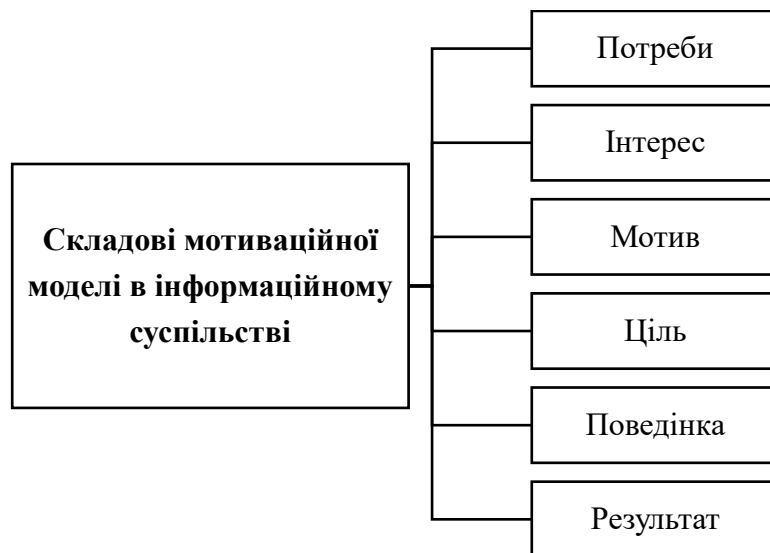 Складові мотиваційної
моделі в інформаційному
суспільстві
Потреби
Інтерес
Мотив
Ціль
Поведінка
Результат